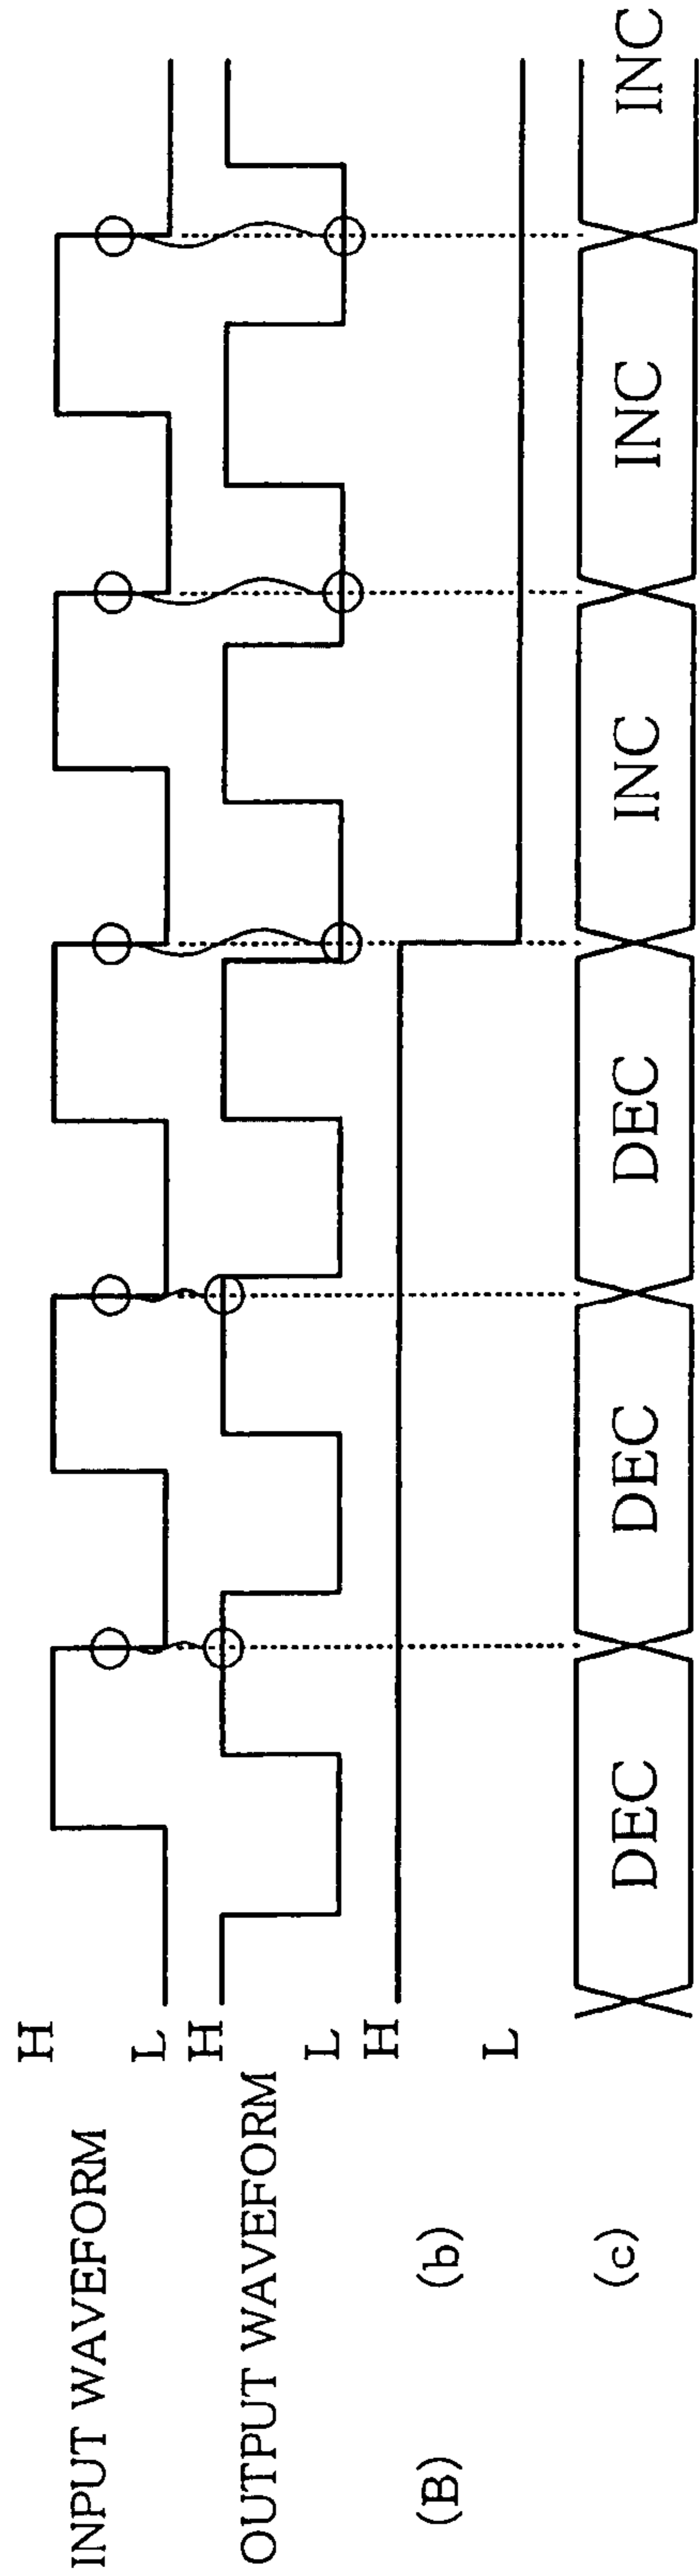 INPUT WAVEFORM H L
OUTPUT WAVEFORM H L
(B) (b) H L
(c) DEC DEC DEC INC INC INC